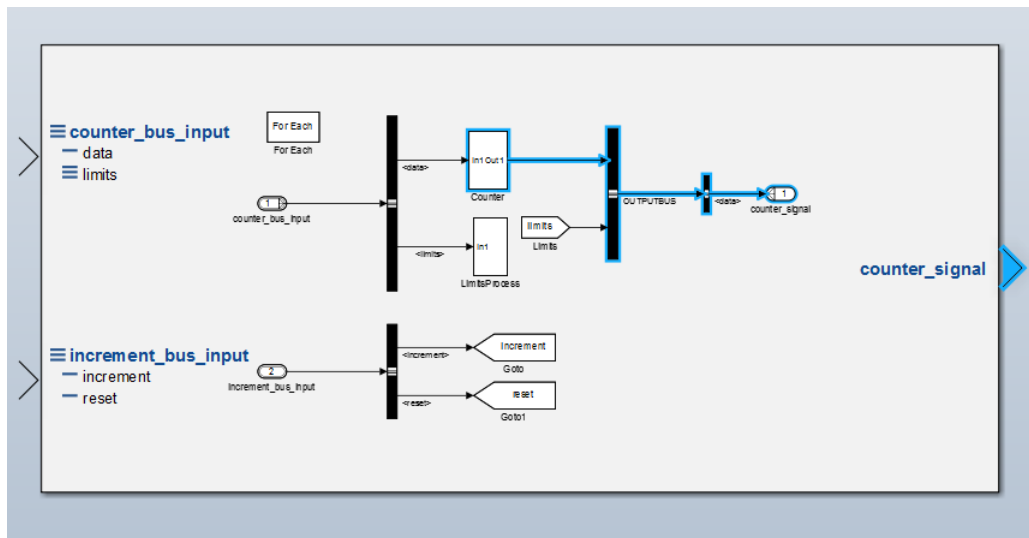 counter_bus_input
data
limits
For Each
For Each
1
counter_bus_input
<data>
In1 Out1
Counter
<limits>
In1
LimitsProcess
limits
Limits
OUTPUTBUS
<data>
1
counter_signal
counter_signal
increment_bus_input
increment
reset
2
increment_bus_input
<increment>
increment
Goto
<reset>
reset
Goto1